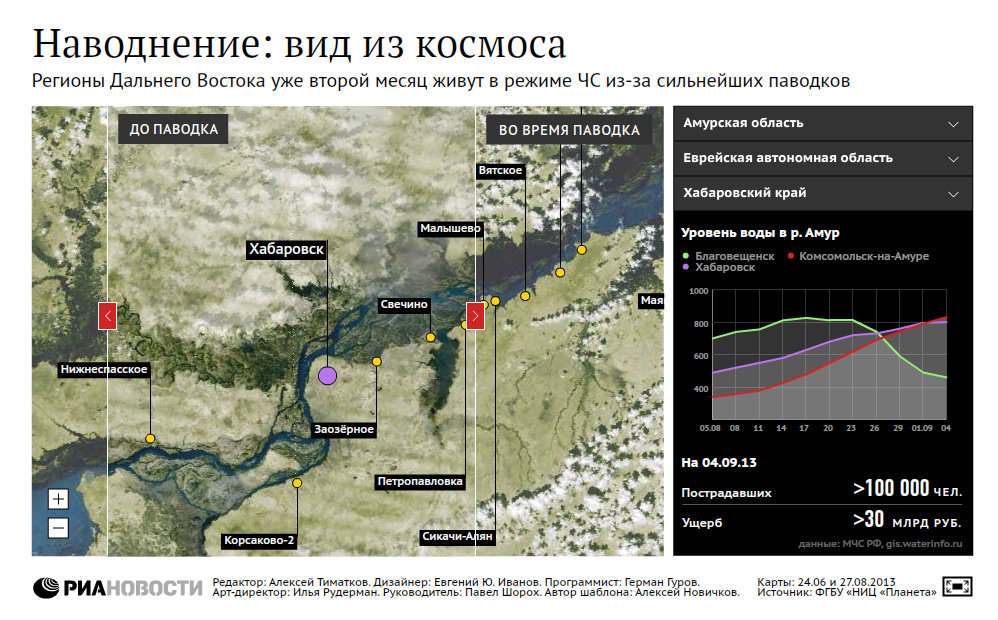 Наводнение: вид из космоса
Регионы Дальнего Востока уже второй месяц живут в режиме ЧС из-за сильнейших паводков
ДО ПАВОДКА
ВО ВРЕМЯ ПАВОДКА
Вятское
Малышево
Хабаровск
Свечино
Мая
Нижнеспасское
Заозёрное
Петропавловка
Сикачи-Алян
Корсаково-2
+
−
Амурская область
Еврейская автономная область
Хабаровский край
Уровень воды в р. Амур
Благовещенск
Комсомольск-на-Амуре
Хабаровск
1000
800
600
400
05.08 08 11 14 17 20 23 26 29 01.09 04
На 04.09.13
Пострадавших >100 000 ЧЕЛ.
Ущерб >30 МЛРД РУБ.
данные: МЧС РФ, gis.waterinfo.ru
РИАНОВОСТИ
Редактор: Алексей Тиматков. Дизайнер: Евгений Ю. Иванов. Программист: Герман Гуров.
Арт-директор: Илья Рудерман. Руководитель: Павел Шорох. Автор шаблона: Алексей Новичков.
Карты: 24.06 и 27.08.2013
Источник: ФГБУ «НИЦ «Планета»